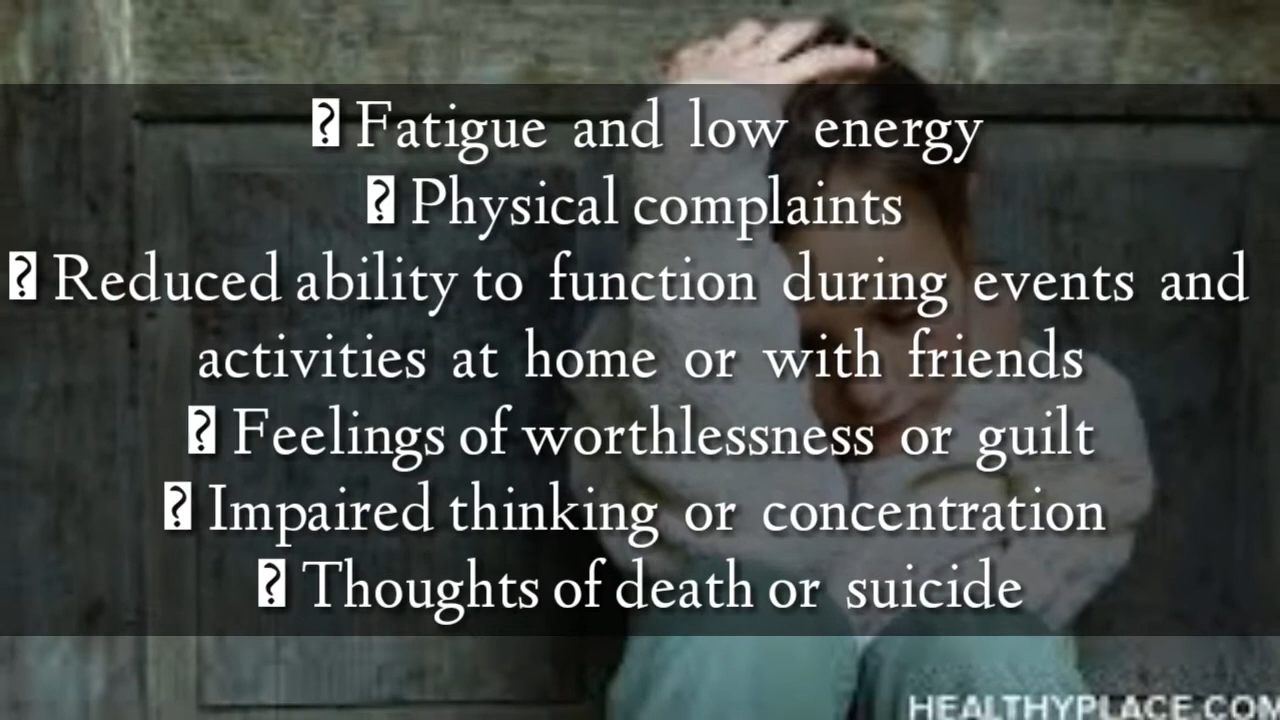 ⍰ Fatigue and low energy
⍰ Physical complaints
⍰ Reduced ability to function during events and
activities at home or with friends
⍰ Feelings of worthlessness or guilt
⍰ Impaired thinking or concentration
⍰ Thoughts of death or suicide
HEALTHYPLACE.COM